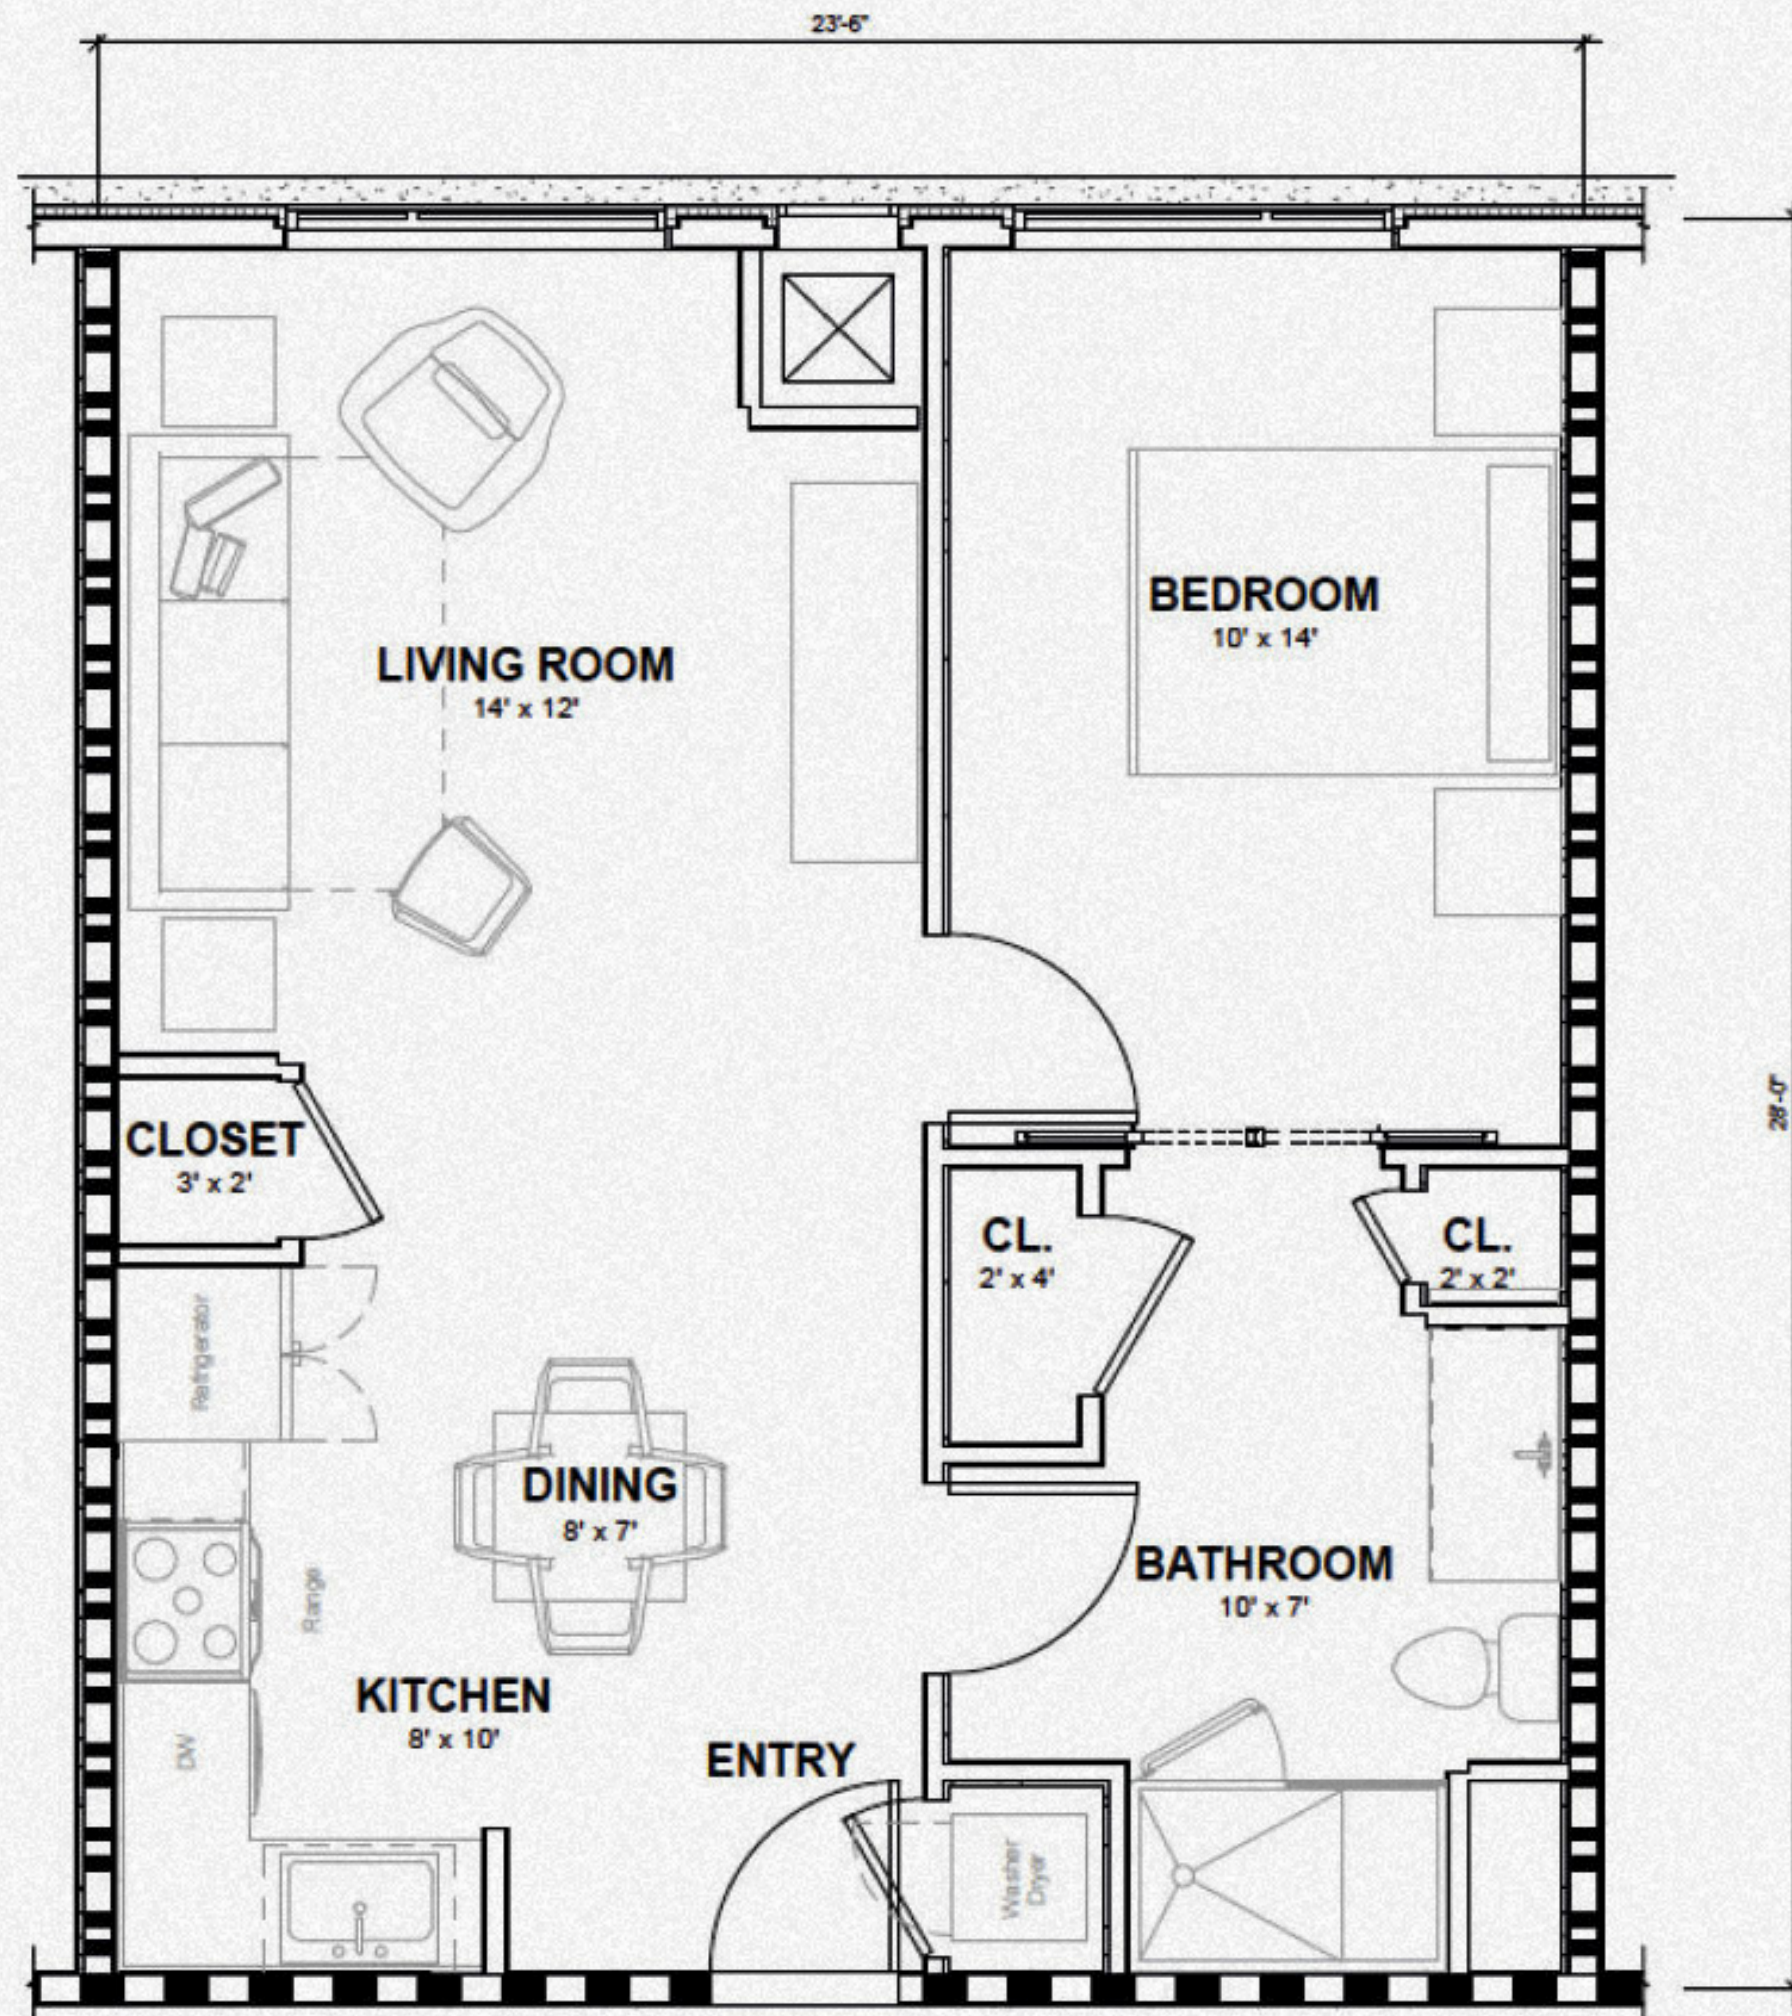 23'-6"
BEDROOM
10' x 14'
LIVING ROOM
14' x 12'
28'-0"
CLOSET
3' x 2'
CL.
2' x 4'
CL.
2' x 2'
Refrigerator
DINING
8' x 7'
BATHROOM
10' x 7'
Range
KITCHEN
8' x 10'
DW
ENTRY
Washer
Dryer